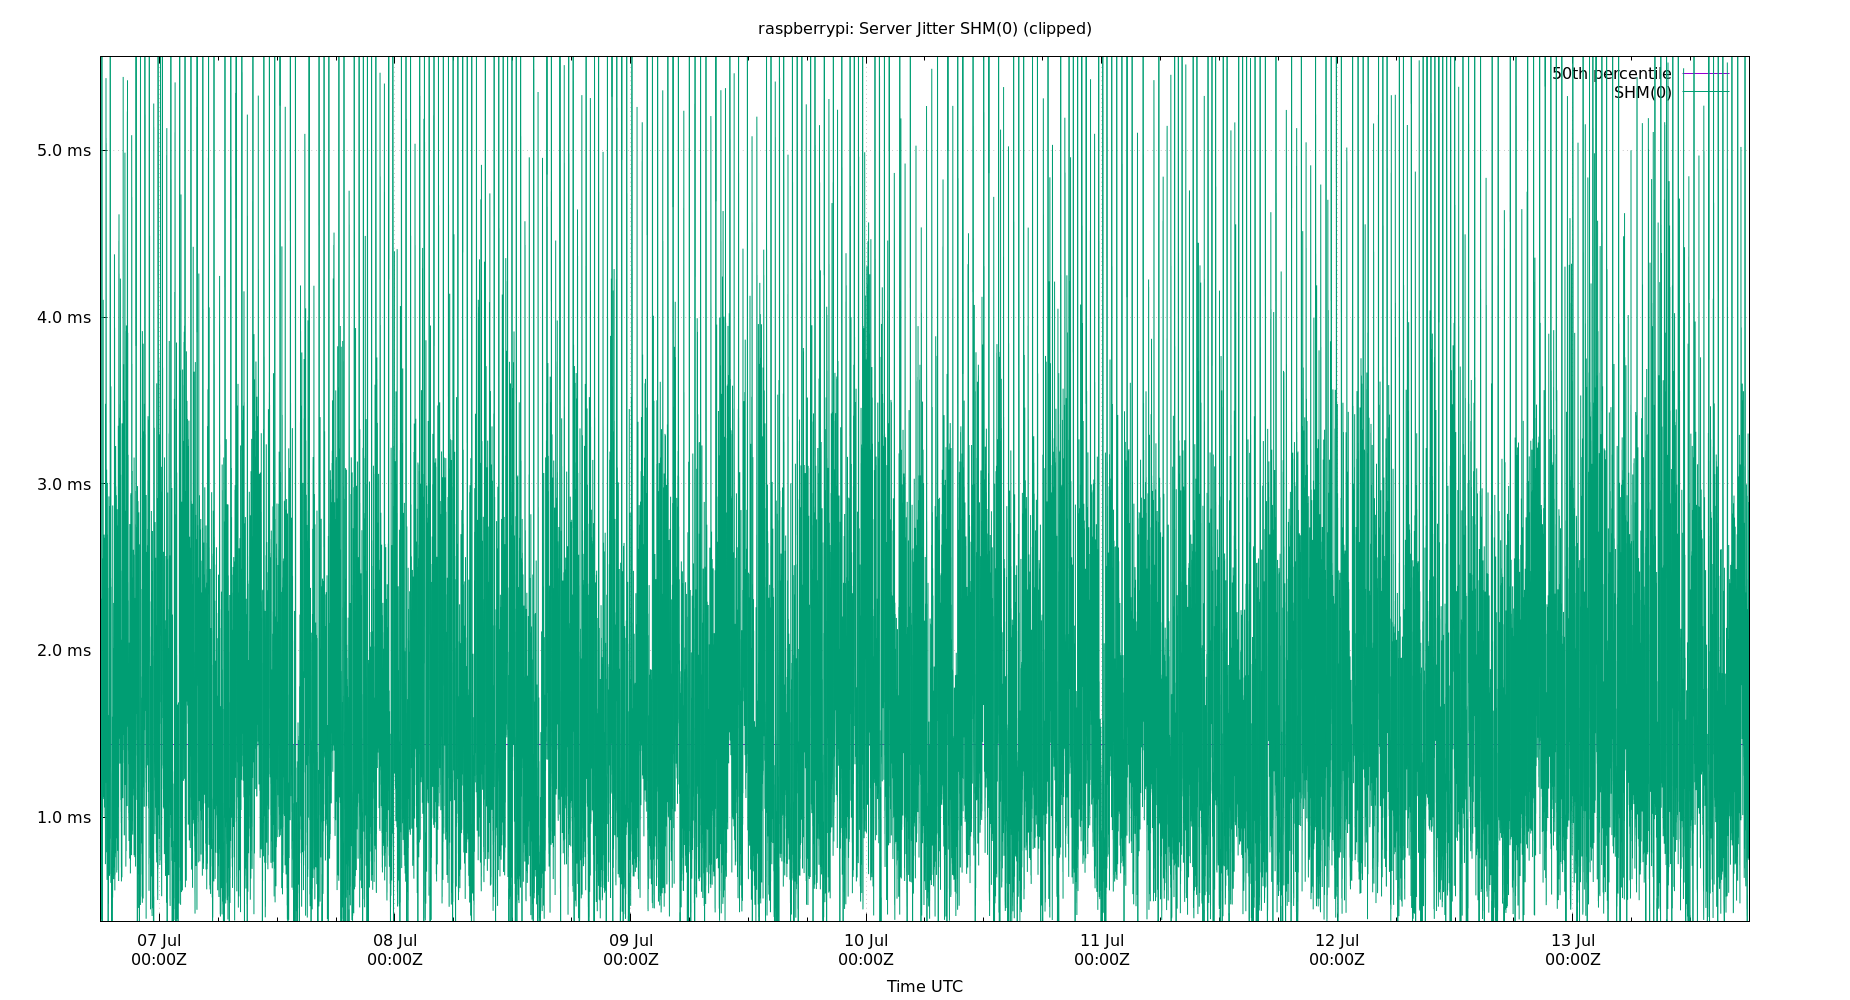 raspberrypi: Server Jitter SHM(0) (clipped)
50th percentile
SHM(0)
5.0 ms
4.0 ms
3.0 ms
2.0 ms
1.0 ms
07 Jul 08 Jul 09 Jul 10 Jul 11 Jul 12 Jul 13 Jul
00:00Z 00:00Z 00:00Z 00:00Z 00:00Z 00:00Z 00:00Z
Time UTC